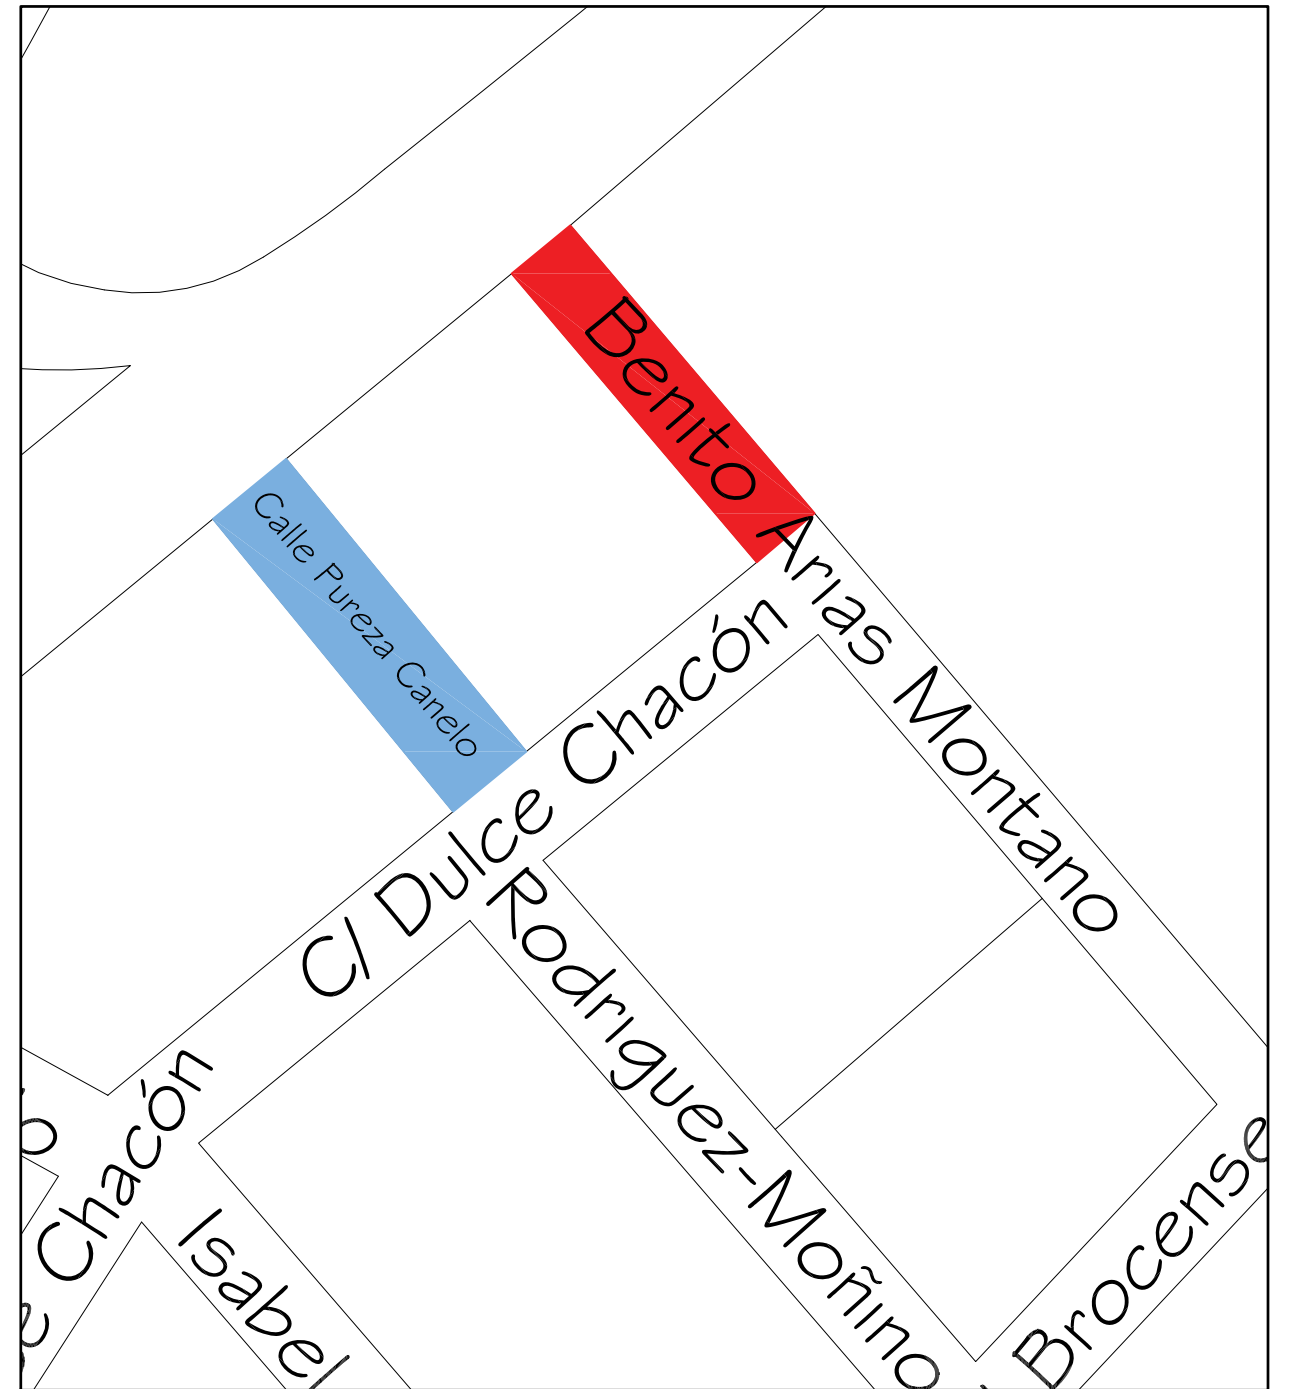 Benito Arias Montano
Calle Pureza Canelo
C/ Dulce Chacón
Rodriguez-Moñino
Chacón
Isabel
Brocense